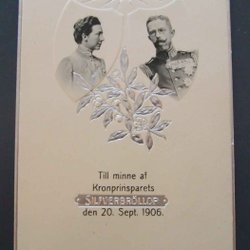 Till minne af
Kronprinsparets
SILFVERBRÖLLOP
den 20. Sept. 1906.